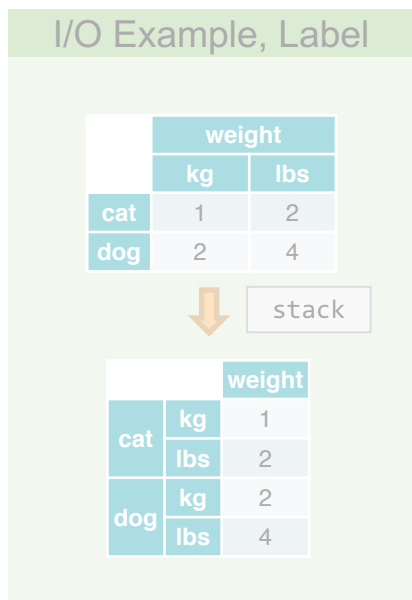 I/O Example, Label
weight
kg lbs
cat 1 2
dog 2 4
stack
weight
cat kg 1
lbs 2
dog kg 2
lbs 4